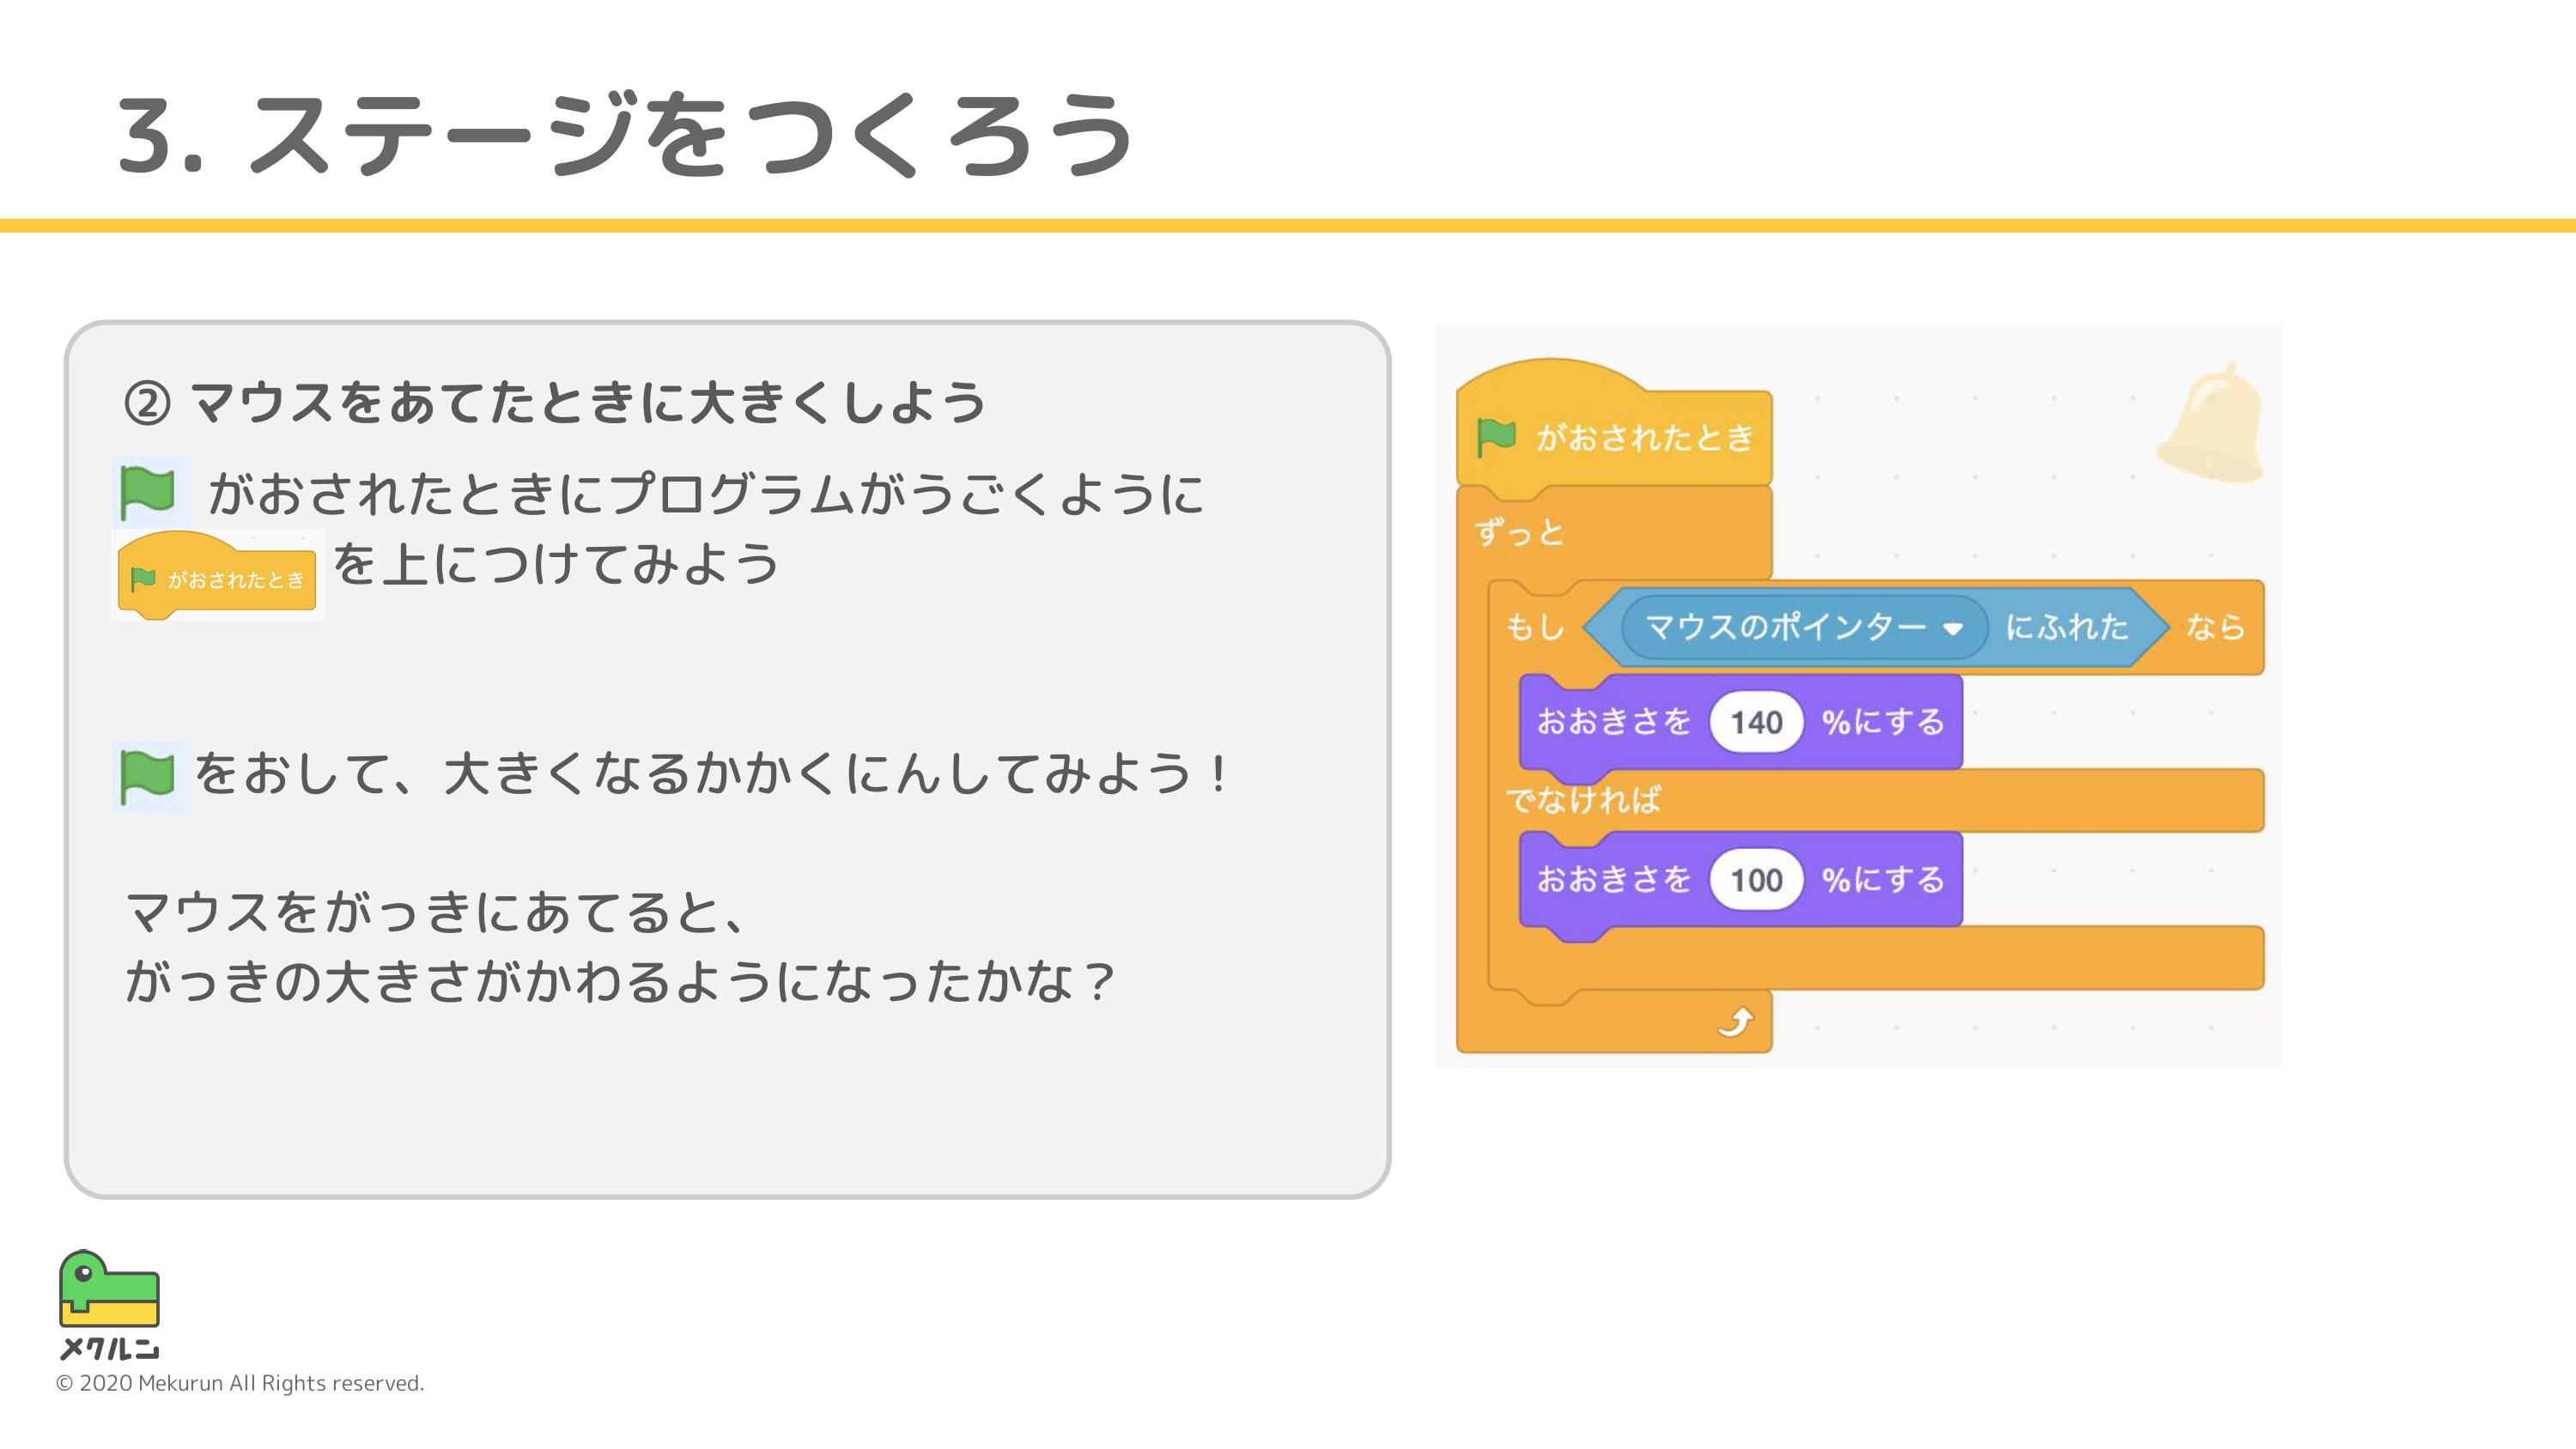 3. ステージをつくろう
② マウスをあてたときに大きくしよう
がおされたときにプログラムがうごくように
がおされたとき を上につけてみよう
をおして、大きくなるかかくにんしてみよう！
マウスをがっきにあてると、
がっきの大きさがかわるようになったかな？
がおされたとき
ずっと
もし マウスのポインター にふれた なら
おおきさを 140 %にする
でなければ
おおきさを 100 %にする
メクルン
© 2020 Mekurun All Rights reserved.